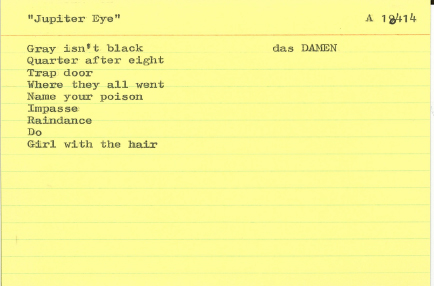 "Jupiter Eye" A 18414
Gray isn't black das DAMEN
Quarter after eight
Trap door
Where they all went
Name your poison
Impasse
Raindance
Do
Girl with the hair